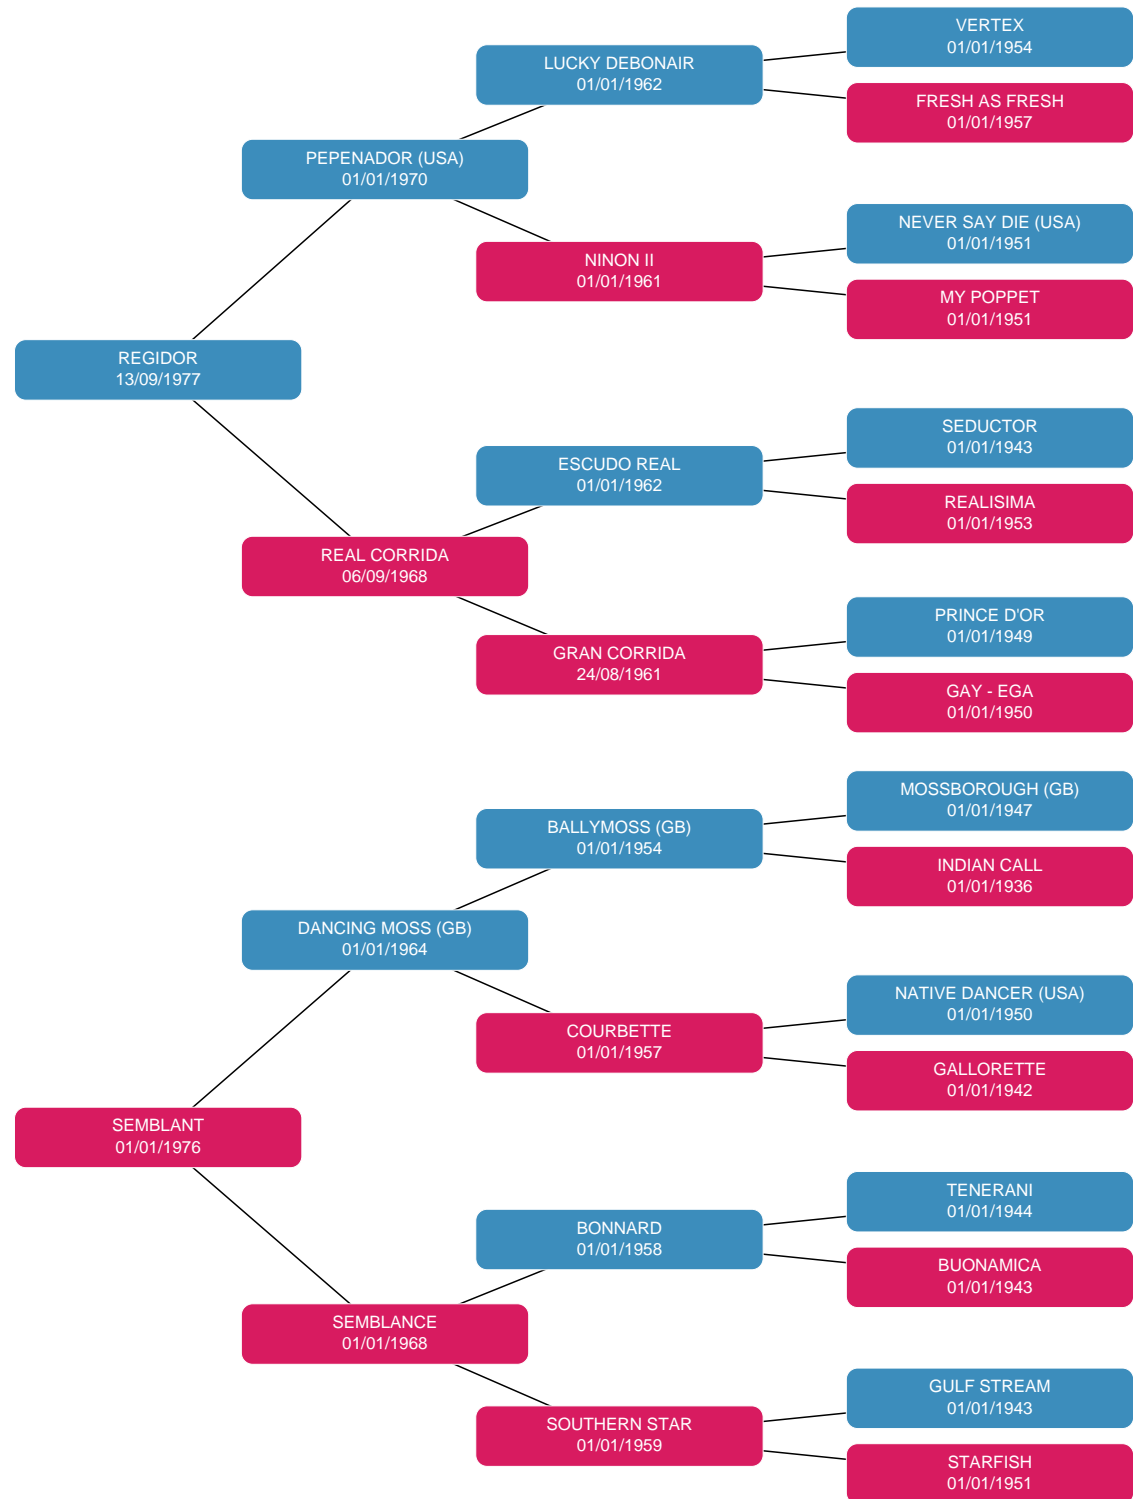 VERTEX
01/01/1954
LUCKY DEBONAIR
01/01/1962
FRESH AS FRESH
01/01/1957
PEPENADOR (USA)
01/01/1970
NEVER SAY DIE (USA)
01/01/1951
NINON II
01/01/1961
MY POPPET
01/01/1951
REGIDOR
13/09/1977
SEDUCTOR
01/01/1943
ESCUDO REAL
01/01/1962
REALISIMA
01/01/1953
REAL CORRIDA
06/09/1968
PRINCE D'OR
01/01/1949
GRAN CORRIDA
24/08/1961
GAY - EGA
01/01/1950
MOSSBOROUGH (GB)
01/01/1947
BALLYMOSS (GB)
01/01/1954
INDIAN CALL
01/01/1936
DANCING MOSS (GB)
01/01/1964
NATIVE DANCER (USA)
01/01/1950
COURBETTE
01/01/1957
GALLORETTE
01/01/1942
SEMBLANT
01/01/1976
TENERANI
01/01/1944
BONNARD
01/01/1958
BUONAMICA
01/01/1943
SEMBLANCE
01/01/1968
GULF STREAM
01/01/1943
SOUTHERN STAR
01/01/1959
STARFISH
01/01/1951